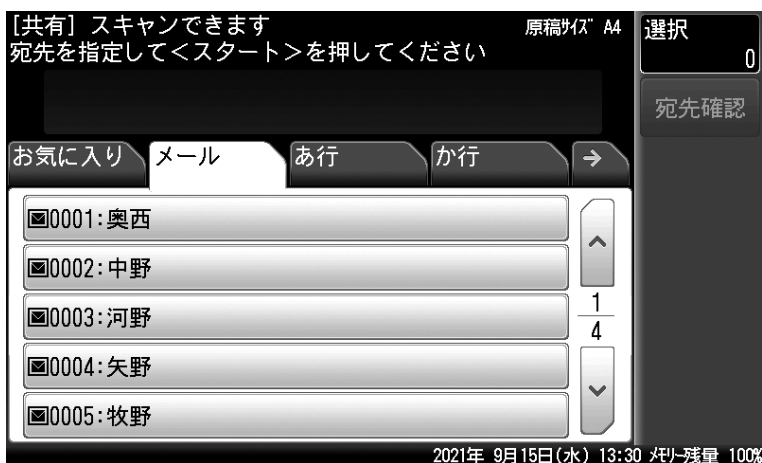 [共有] スキャンできます
原稿ｻｲｽﾞ A4
宛先を指定して<スタート>を押してください
選択
0
宛先確認
お気に入り
メール
あ行
か行
→
0001:奥西
0002:中野
0003:河野
0004:矢野
0005:牧野
1
4
2021年 9月15日(水) 13:30 ﾒﾓﾘｰ残量 100%